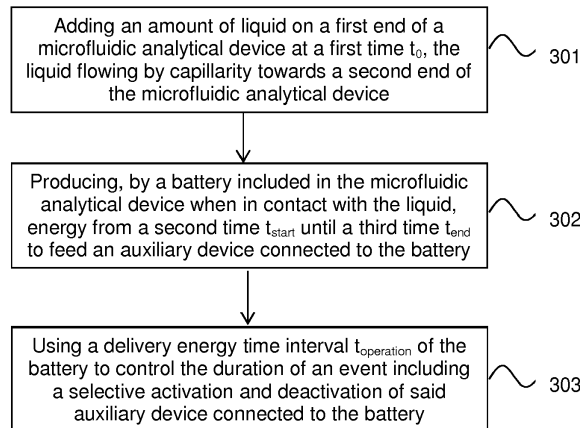 Adding an amount of liquid on a first end of a
microfluidic analytical device at a first time t0, the
liquid flowing by capillarity towards a second end of
the microfluidic analytical device
301
Producing, by a battery included in the microfluidic
analytical device when in contact with the liquid,
energy from a second time tstart until a third time tend
to feed an auxiliary device connected to the battery
302
Using a delivery energy time interval toperation of the
battery to control the duration of an event including
a selective activation and deactivation of said
auxiliary device connected to the battery
303